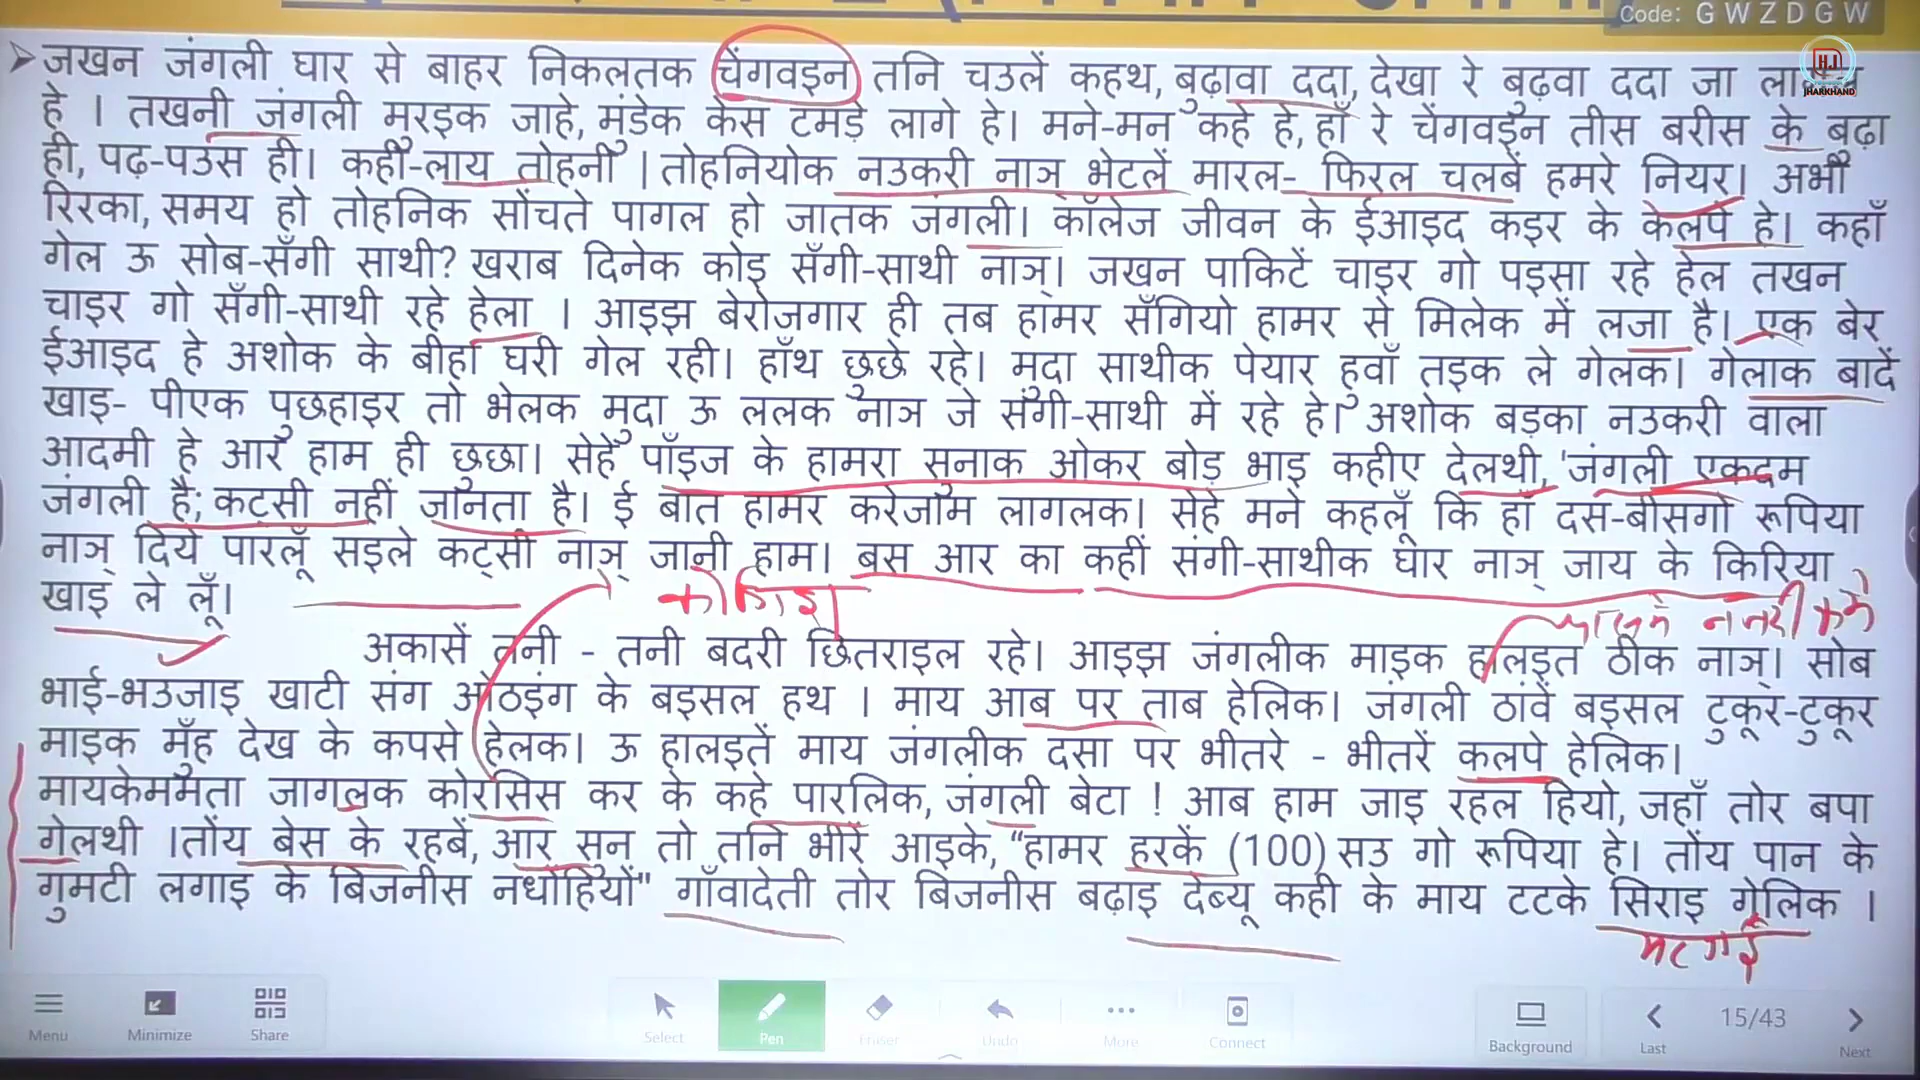 Code: G W Z D G W
HJ
JHARKHAND
➤जखन जंगली घार से बाहर निकलतक चेंगवइन तनि चउलें कहथ, बुढ़ावा ददा, देखा रे बुढ़वा ददा जा
हे । तखनी जंगली मुरइक जाहे, मुंडेक केंस टमड़े लागे हे। मने-मन कहे हे, हाँ रे चेंगवइन तीस बरीस के बुढ़ा
ही, पढ़-पउस ही। कहीं-लाय तोहनी । तोहनियोक नउकरी नाञ भेटलें मारल- फिरल चलबें हमरे नियर। अभी
रिरका, समय हो तोहनिक सोंचते पागल हो जातक जंगली। कॉलेज जीवन के ईआइद कइर के केलपे हे। कहाँ
गेल ऊ सोब-सँगी साथी? खराब दिनेक कोइ सँगी-साथी नाञ्। जखन पाकिटें चाइर गो पइसा रहे हेल तखन
चाइर गो सँगी-साथी रहे हेला । आइझ बेरोजगार ही तब हामर सँगियो हामर से मिलेक में लजा है। एक बेर
ईआइद हे अशोक के बीहा घरी गेल रही। हाँथ छुछे रहे। मुदा साथीक पेयार हुवाँ तइक ले गेलक। गेलाक बादें
खाइ- पीएक पुछहाइर तो भेलक मुदा ऊ ललक नाञ जे सँगी-साथी में रहे हे। अशोक बड़का नउकरी वाला
आदमी हे आर हाम ही छुछा। सेहे पाँइज के हामरा सुनाक ओकर बोड़ भाइ कहीए देलथी, 'जंगली एकदम
जंगली है; कट्सी नहीं जानता है। ई बात हामर करेजाँम लागलक। सेहे मने कहलूँ कि हाँ दस-बीसगो रूपिया
नाञ् दिये पारलूँ सइले कट्सी नाञ् जानी हाम। बस आर का कहीं संगी-साथीक घार नाञ् जाय के किरिया
खाइ ले लूँ।
कोशिश
अकासें तनी - तनी बदरी छितराइल रहे। आइझ जंगलीक माइक हालइत ठीक नाञ्। सोब
भाई-भउजाइ खाटी संग ओठइंग के बइसल हथ । माय आब पर ताब हेलिक। जंगली ठांवें बइसल टुकूर-टुकूर
माइक मुँह देख के कपसे हेलक। ऊ हालइतें माय जंगलीक दसा पर भीतरे - भीतरें कलपे हेलिक।
मायकेममता जागलक कोरसिस कर के कहे पारलिक, जंगली बेटा ! आब हाम जाइ रहल हियो, जहाँ तोर बपा
गेलथी ।तोंय बेस के रहबें, आर सुन तो तनि भीरें आइके, "हामर हरकें (100) सउ गो रूपिया हे। तोंय पान के
गुमटी लगाइ के बिजनीस नधोंहियों" गाँवादेती तोर बिजनीस बढ़ाइ देब्यू कही के माय टटके सिराइ गेलिक ।
मर गई
Menu
Minimize
Share
Select
Pen
Eraser
Undo
More
Connect
Background
Last
15/43
Next